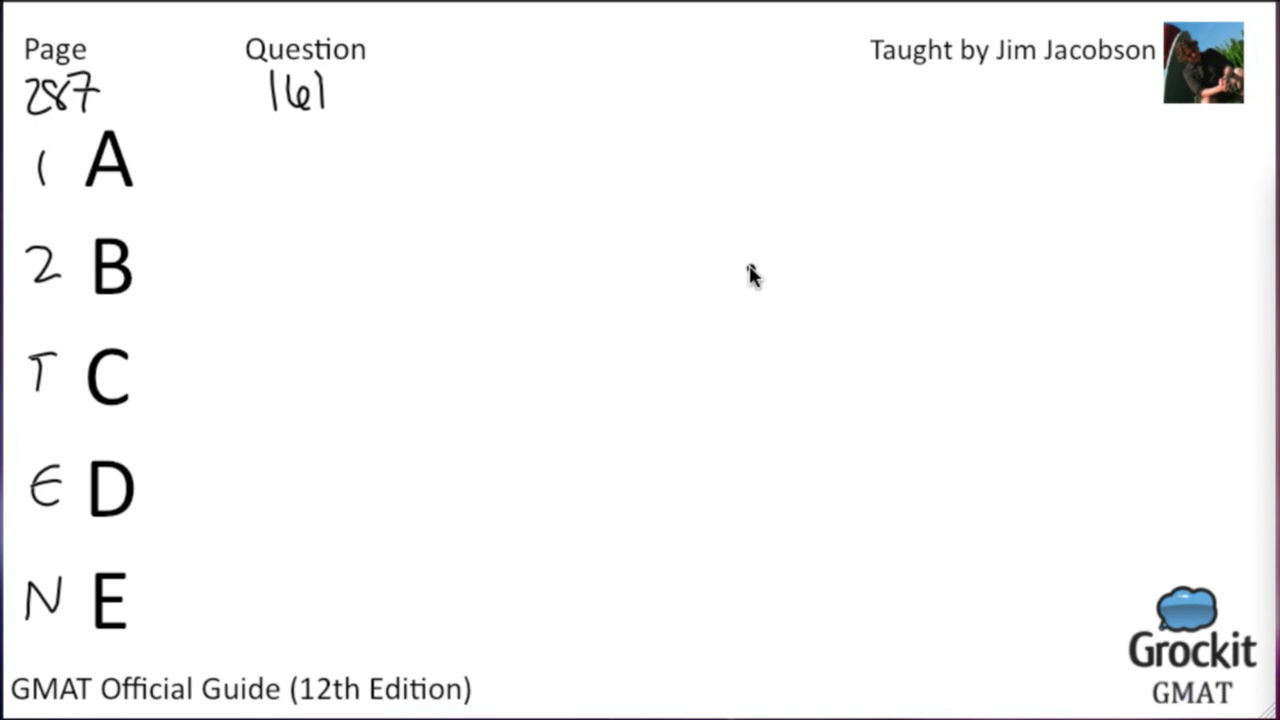 Page Question Taught by Jim Jacobson
287 161
1 A
2 B
T C
E D
N E
Grockit
GMAT
GMAT Official Guide (12th Edition)